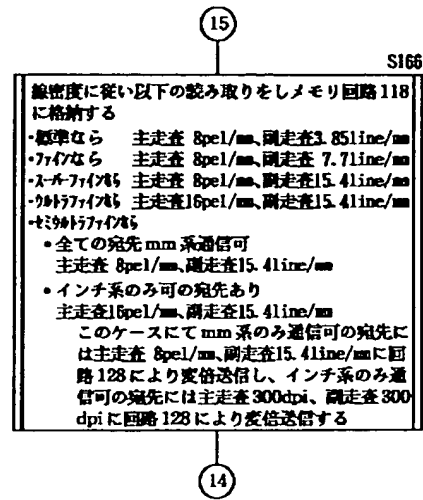 15
S166
線密度に従い以下の読み取りをしメモリ回路118
に格納する
・標準なら 主走査 8pel/mm、副走査3.85line/mm
・ファインなら 主走査 8pel/mm、副走査 7.7line/mm
・スーパーファインなら 主走査 8pel/mm、副走査15.4line/mm
・ウルトラファインなら 主走査16pel/mm、副走査15.4line/mm
・セミウルトラファインなら
・全ての宛先mm系通信可
主走査 8pel/mm、副走査15.4line/mm
・インチ系のみ可の宛先あり
主走査16pel/mm、副走査15.4line/mm
このケースにてmm系のみ通信可の宛先に
は主走査 8pel/mm、副走査15.4line/mmに回
路128により変倍送信し、インチ系のみ通
信可の宛先には主走査300dpi、副走査300
dpiに回路128により変倍送信する
14